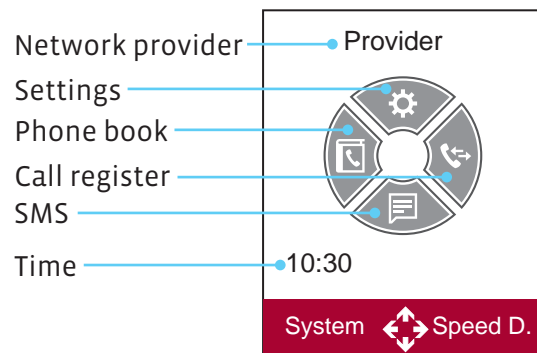 Network provider
Provider
Settings
Phone book
Call register
SMS
Time
10:30
System
Speed D.